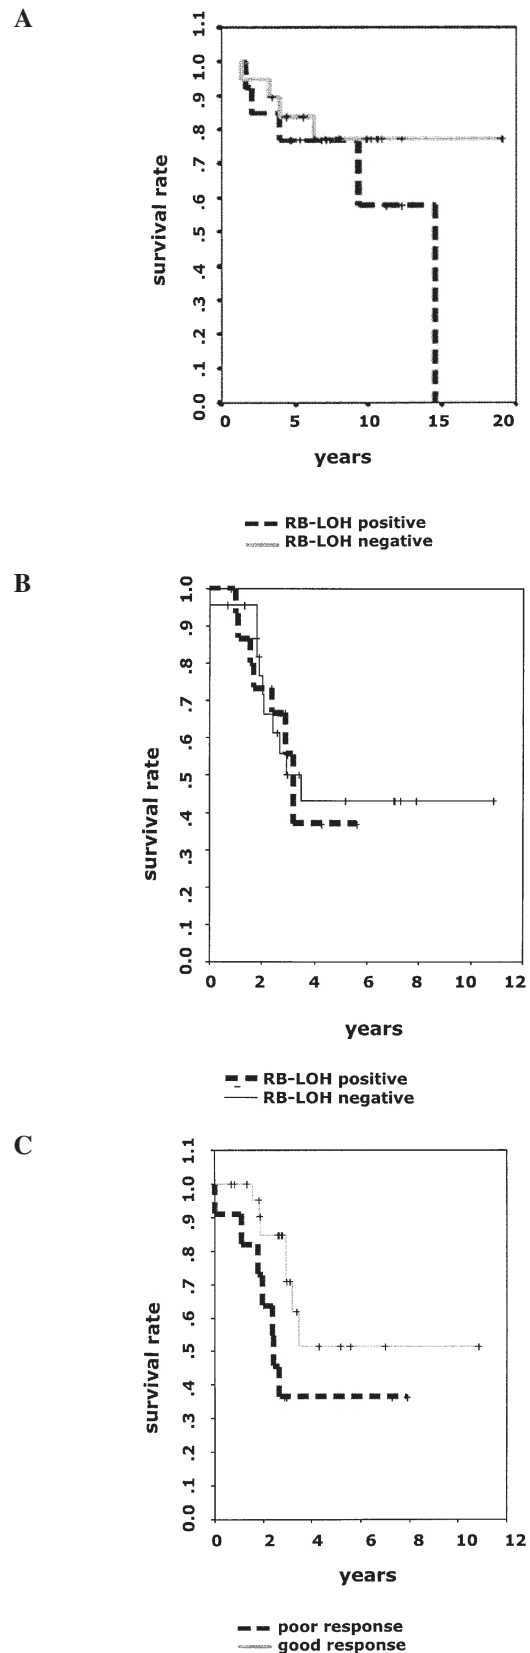 A
survival rate
1.1
1.0
.9
.8
.7
.6
.5
.4
.3
.2
.1
0.0
0 5 10 15 20
years
RB-LOH positive
RB-LOH negative
B
survival rate
1.0
.9
.8
.7
.6
.5
.4
.3
.2
.1
0.0
0 2 4 6 8 10 12
years
RB-LOH positive
RB-LOH negative
C
survival rate
1.1
1.0
.9
.8
.7
.6
.5
.4
.3
.2
.1
0.0
0 2 4 6 8 10 12
years
poor response
good response